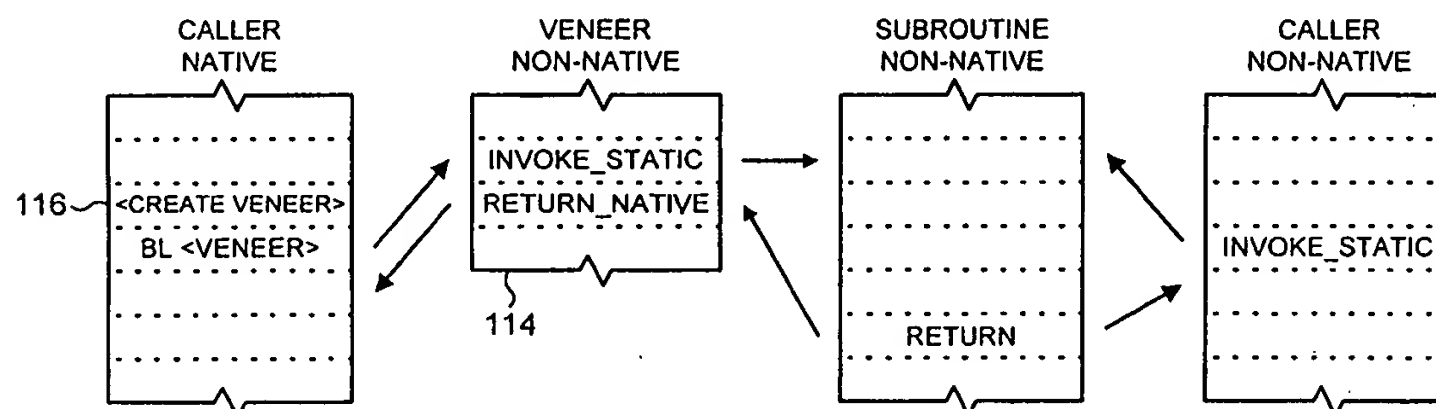 CALLER
NATIVE
VENEER
NON-NATIVE
SUBROUTINE
NON-NATIVE
CALLER
NON-NATIVE
116
<CREATE VENEER>
BL <VENEER>
INVOKE_STATIC
RETURN_NATIVE
114
RETURN
INVOKE_STATIC